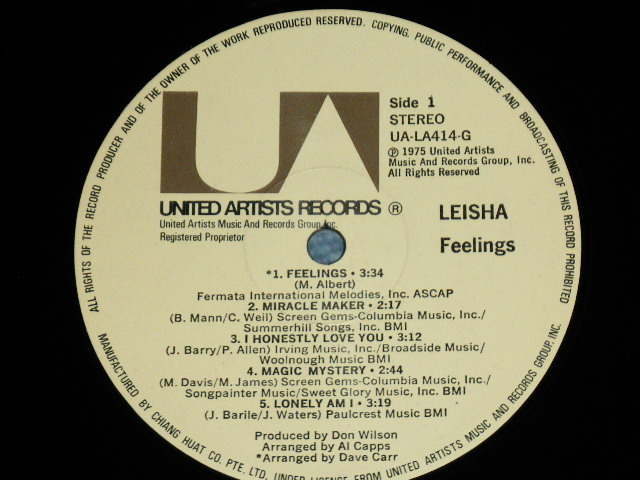 ALL RIGHTS OF THE RECORD PRODUCER AND OF THE OWNER OF THE WORK REPRODUCED RESERVED. COPYING, PUBLIC PERFORMANCE AND BROADCASTING OF THIS RECORD PROHIBITED
UA
Side 1
STEREO
UA-LA414-G
℗ 1975 United Artists
Music And Records Group, Inc.
All Rights Reserved
UNITED ARTISTS RECORDS ®
United Artists Music And Records Group, Inc.
Registered Proprietor
LEISHA
Feelings
*1. FEELINGS • 3:34
(M. Albert)
Fermata International Melodies, Inc. ASCAP
2. MIRACLE MAKER • 2:17
(B. Mann/C. Weil) Screen Gems-Columbia Music, Inc./
Summerhill Songs, Inc. BMI
3. I HONESTLY LOVE YOU • 3:12
(J. Barry/P. Allen) Irving Music, Inc./Broadside Music/
Woolnough Music BMI
4. MAGIC MYSTERY • 2:44
(M. Davis/M. James) Screen Gems-Columbia Music, Inc./
Songpainter Music/Sweet Glory Music, Inc. BMI
5. LONELY AM I • 3:19
(J. Barile/J. Waters) Paulcrest Music BMI
Produced by Don Wilson
Arranged by Al Capps
*Arranged by Dave Carr
MANUFACTURED BY CHIANG HUAT CO. PTE. LTD. UNDER LICENSE FROM UNITED ARTISTS MUSIC AND RECORDS GROUP, INC.